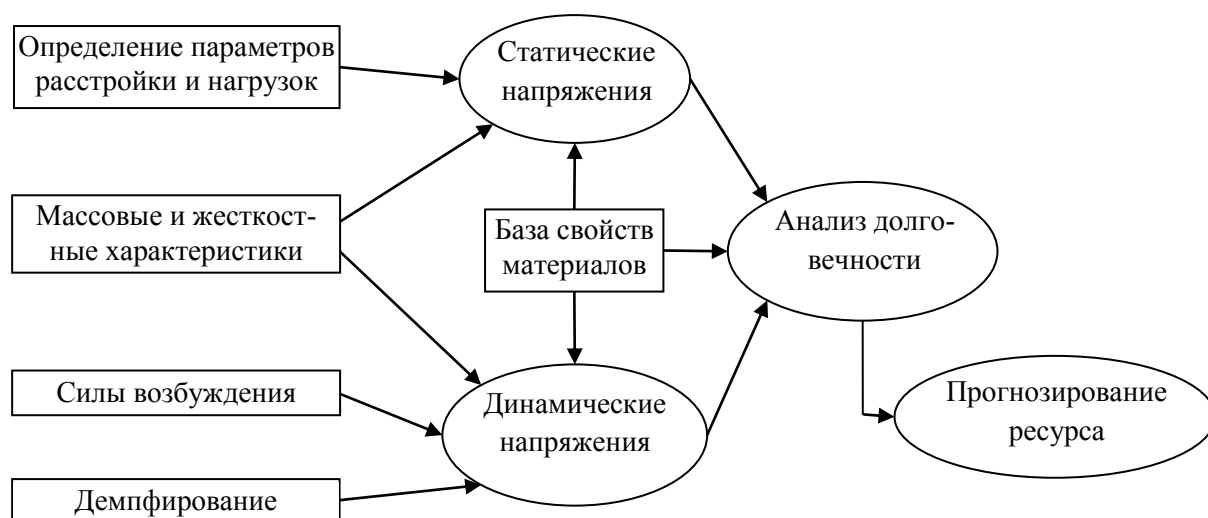 Определение параметров
расстройки и нагрузок
Статические
напряжения
Массовые и жесткост-
ные характеристики
База свойств
материалов
Анализ долго-
вечности
Силы возбуждения
Динамические
напряжения
Прогнозирование
ресурса
Демпфирование